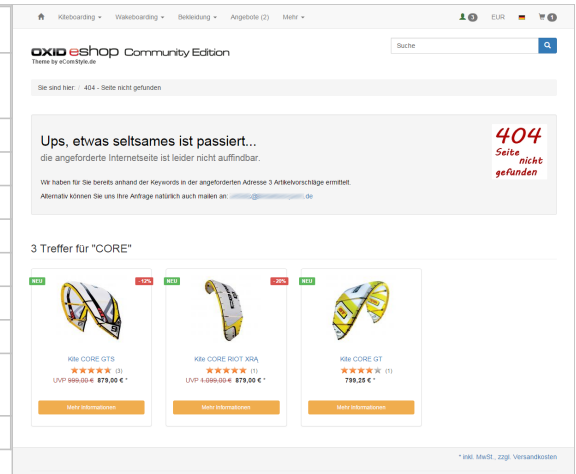 Kiteboarding Wakeboarding Bekleidung Angebote (2) Mehr 3 EUR 0
OXID eshop Community Edition
Theme by eComStyle.de
Suche
Sie sind hier: / 404 - Seite nicht gefunden
Ups, etwas seltsames ist passiert...
die angeforderte Internetseite ist leider nicht auffindbar.
Wir haben für Sie bereits anhand der Keywords in der angeforderten Adresse 3 Artikelvorschläge ermittelt.
Alternativ können Sie uns Ihre Anfrage natürlich auch mailen an: .de
404
Seite
nicht
gefunden
3 Treffer für "CORE"
NEU - 12% NEU - 20% NEU
Kite CORE GTS Kite CORE RIOT XRA Kite CORE GT
(3) (1) (1)
UVP 999,00 € 879,00 € * UVP 1.099,00 € 879,00 € * 799,25 € *
Mehr Informationen Mehr Informationen Mehr Informationen
* inkl. MwSt., zzgl. Versandkosten